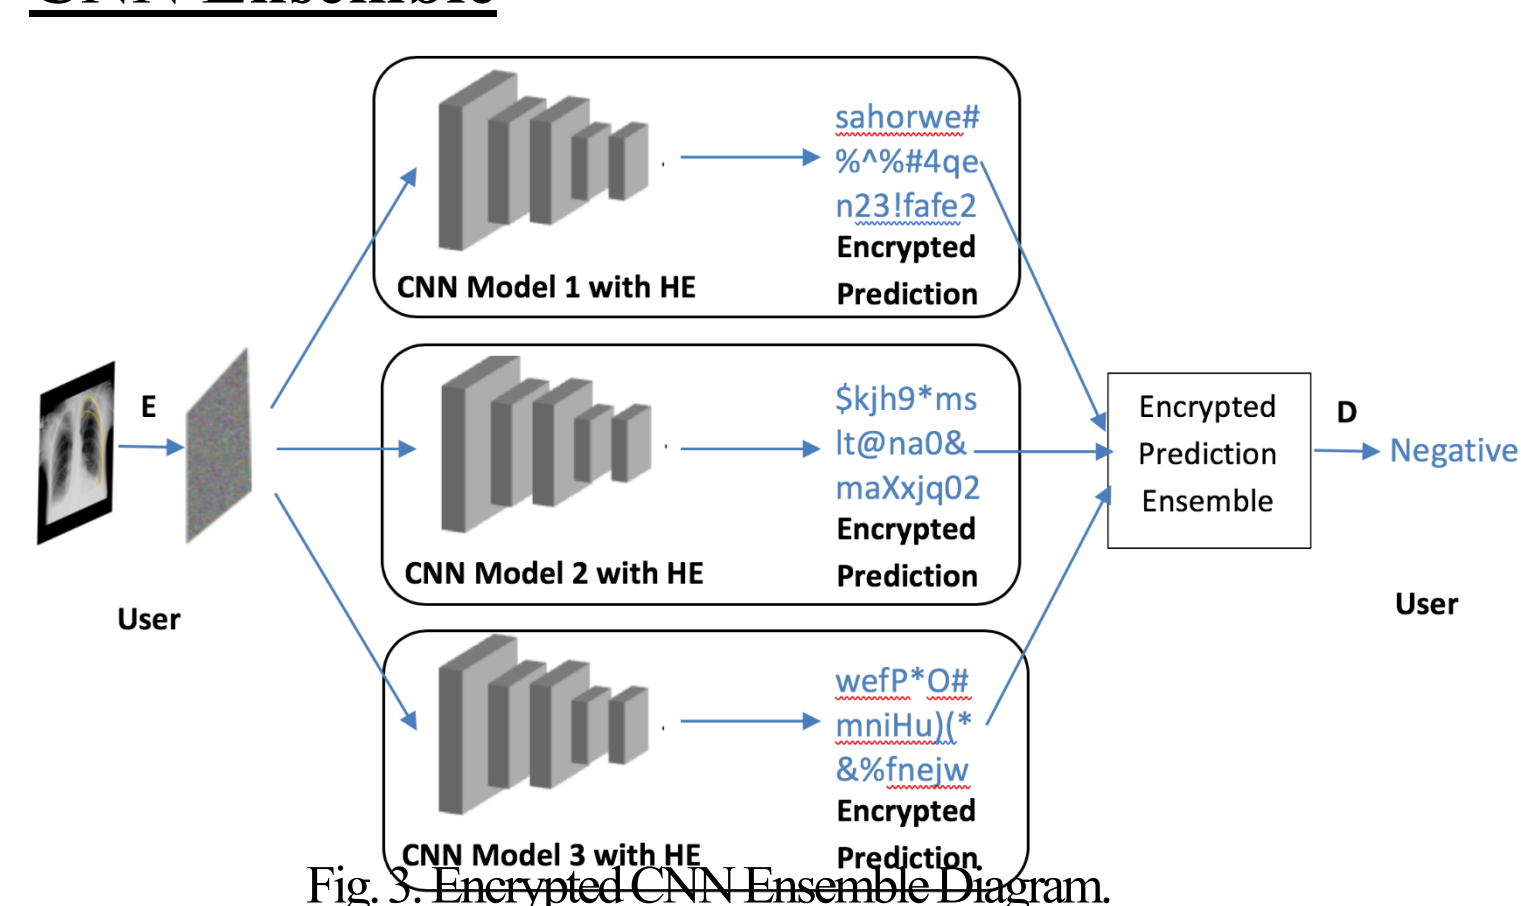 CNN Ensemble
sahorwe#
%^%#4qe
n23!fafe2
Encrypted
Prediction
CNN Model 1 with HE
E
User
$kjh9*ms
lt@na0&
maXxjq02
Encrypted
Prediction
CNN Model 2 with HE
wefP*O#
mniHu)(*
&%fnejw
Encrypted
Prediction
CNN Model 3 with HE
Encrypted
Prediction
Ensemble
D
Negative
User
Fig. 3. Encrypted CNN Ensemble Diagram.